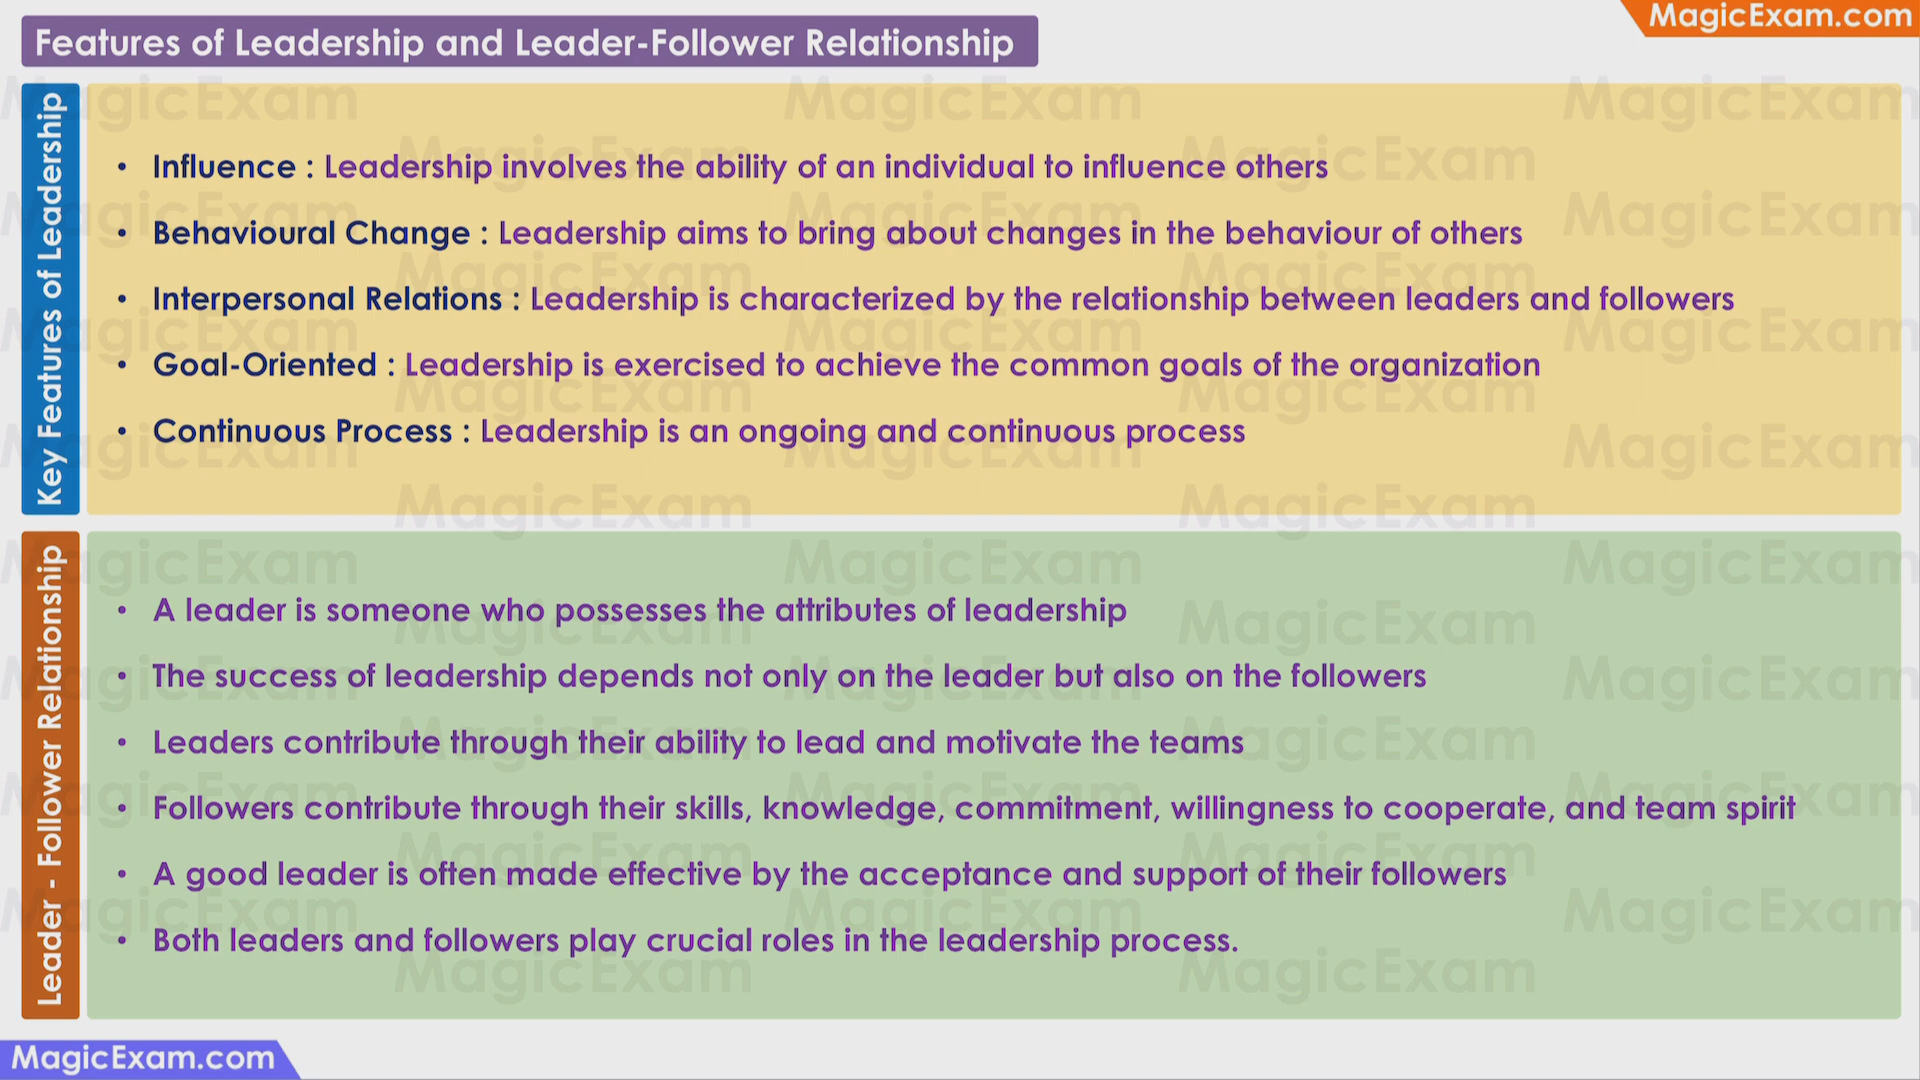 MagicExam.com
Features of Leadership and Leader-Follower Relationship
Key Features of Leadership
• Influence : Leadership involves the ability of an individual to influence others
• Behavioural Change : Leadership aims to bring about changes in the behaviour of others
• Interpersonal Relations : Leadership is characterized by the relationship between leaders and followers
• Goal-Oriented : Leadership is exercised to achieve the common goals of the organization
• Continuous Process : Leadership is an ongoing and continuous process
Leader - Follower Relationship
• A leader is someone who possesses the attributes of leadership
• The success of leadership depends not only on the leader but also on the followers
• Leaders contribute through their ability to lead and motivate the teams
• Followers contribute through their skills, knowledge, commitment, willingness to cooperate, and team spirit
• A good leader is often made effective by the acceptance and support of their followers
• Both leaders and followers play crucial roles in the leadership process.
MagicExam.com